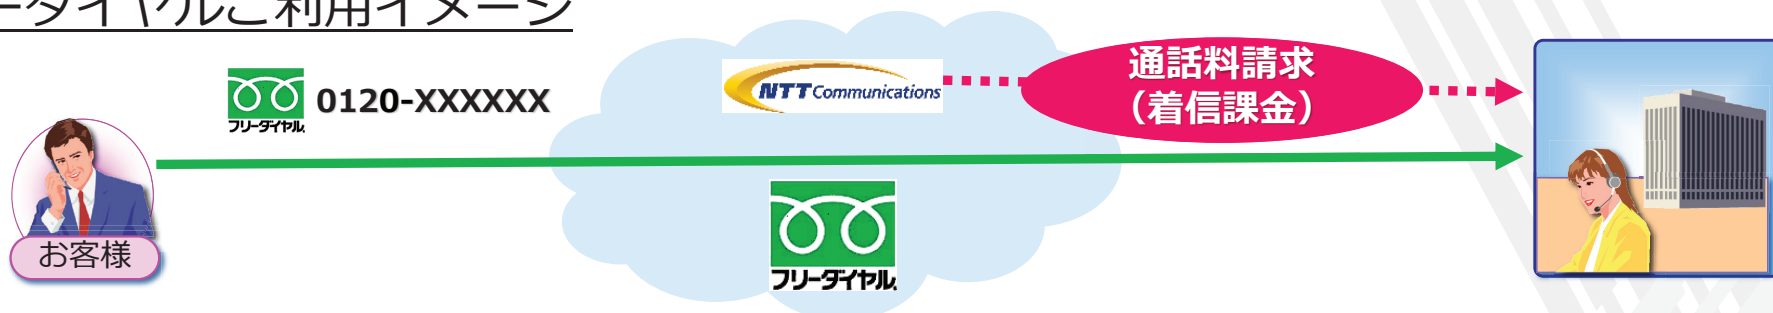 ーダイヤルご利用イメージ
フリーダイヤル
0120-XXXXXX
NTT Communications
通話料請求
（着信課金）
お客様
フリーダイヤル